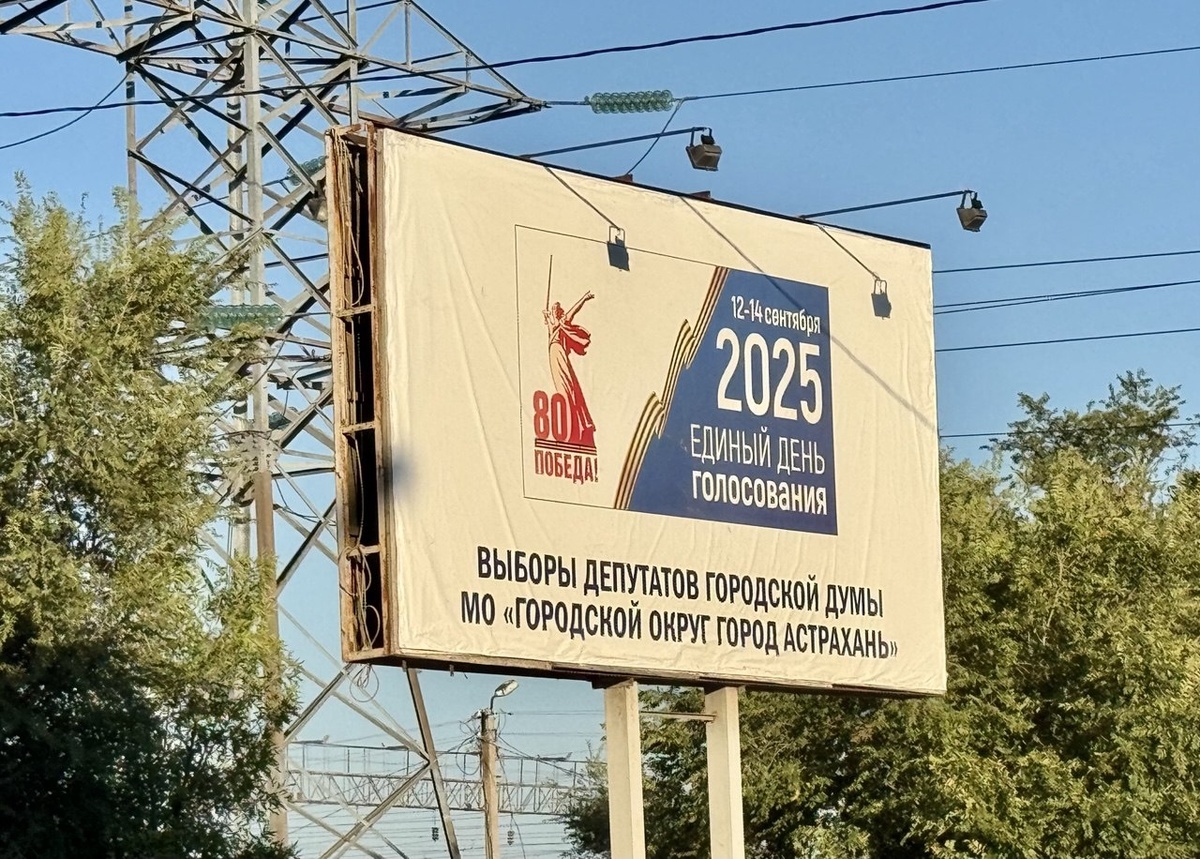 80
ПОБЕДА!
12-14 сентября
2025
ЕДИНЫЙ ДЕНЬ
ГОЛОСОВАНИЯ
ВЫБОРЫ ДЕПУТАТОВ ГОРОДСКОЙ ДУМЫ
МО «ГОРОДСКОЙ ОКРУГ ГОРОД АСТРАХАНЬ»